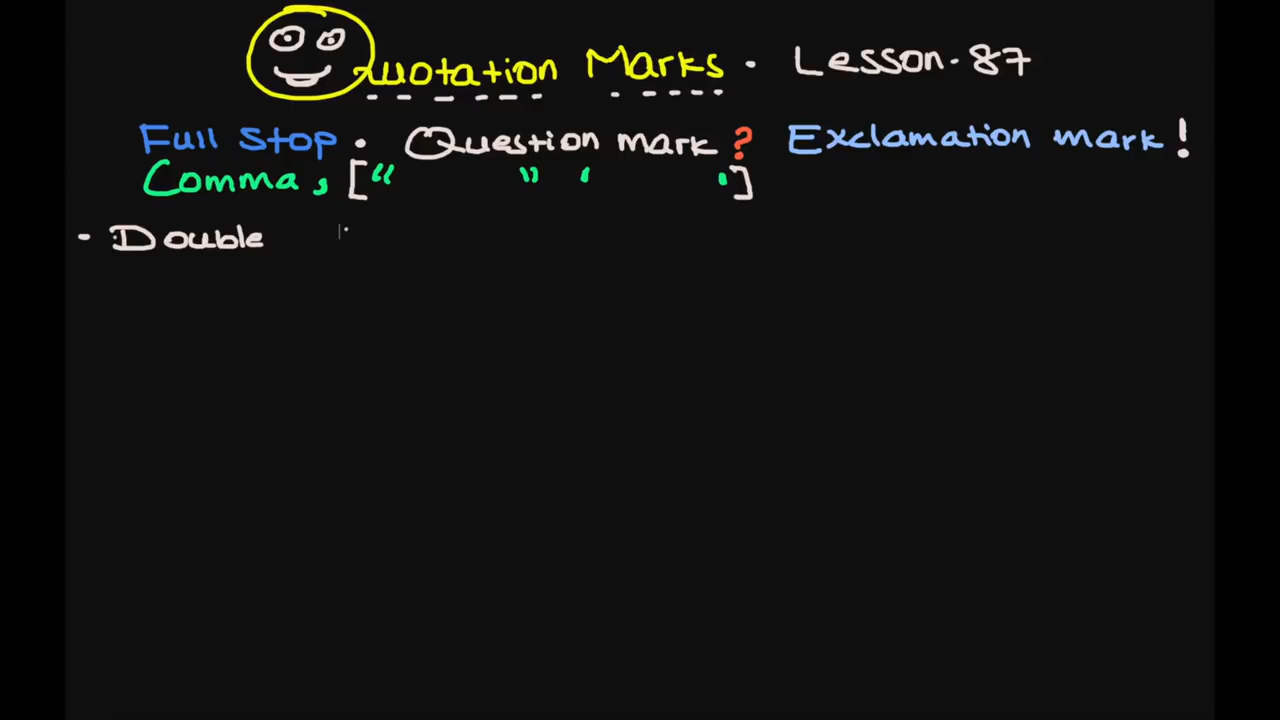 Quotation Marks. Lesson-87
Full Stop . Question mark ? Exclamation mark !
Comma , [“ ” ‘ ’]
- Double